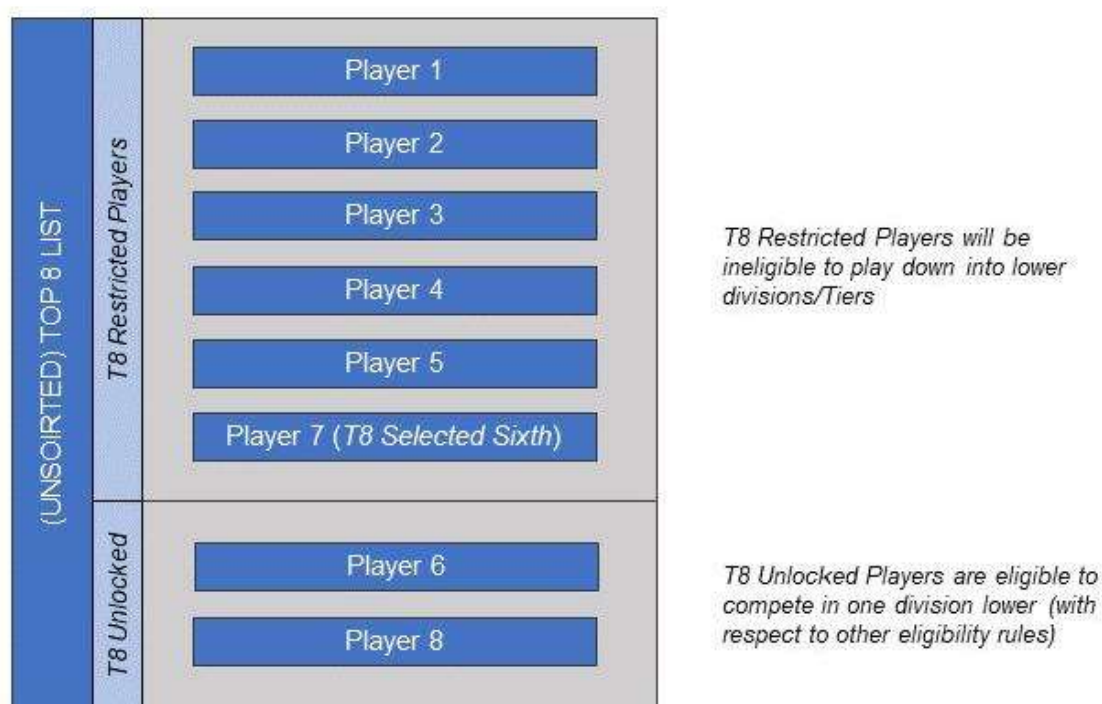 (UNSOIRTED) TOP 8 LIST
T8 Restricted Players
Player 1
Player 2
Player 3
Player 4
Player 5
Player 7 (T8 Selected Sixth)
T8 Restricted Players will be
ineligible to play down into lower
divisions/Tiers
T8 Unlocked
Player 6
Player 8
T8 Unlocked Players are eligible to
compete in one division lower (with
respect to other eligibility rules)